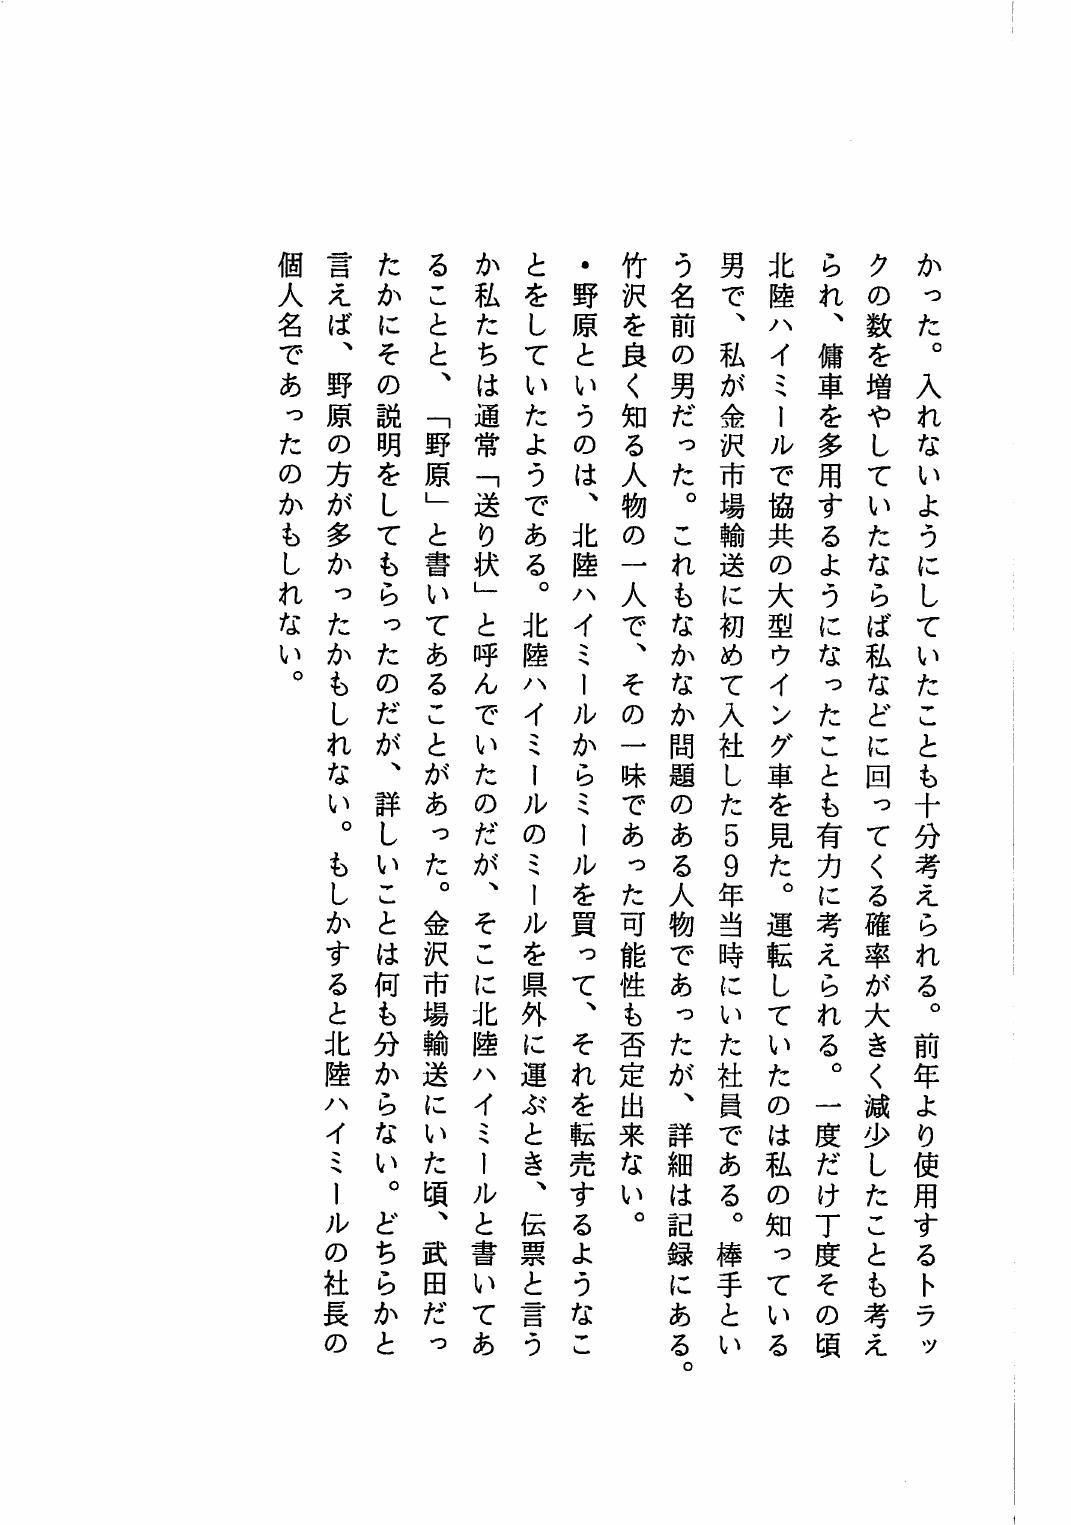 かった。入れないようにしていたことも十分考えられる。前年より使用するトラッ
クの数を増やしていたならば私などに回ってくる確率が大きく減少したことも考え
られ、傭車を多用するようになったことも有力に考えられる。一度だけ丁度その頃
北陸ハイミールで協共の大型ウイング車を見た。運転していたのは私の知っている
男で、私が金沢市場輸送に初めて入社した５９年当時にいた社員である。棒手とい
う名前の男だった。これもなかなか問題のある人物であったが、詳細は記録にある。
竹沢を良く知る人物の一人で、その一味であった可能性も否定出来ない。
・野原というのは、北陸ハイミールからミールを買って、それを転売するようなこ
とをしていたようである。北陸ハイミールのミールを県外に運ぶとき、伝票と言う
か私たちは通常「送り状」と呼んでいたのだが、そこに北陸ハイミールと書いてあ
ることと、「野原」と書いてあることがあった。金沢市場輸送にいた頃、武田だっ
たかにその説明をしてもらったのだが、詳しいことは何も分からない。どちらかと
言えば、野原の方が多かったかもしれない。もしかすると北陸ハイミールの社長の
個人名であったのかもしれない。